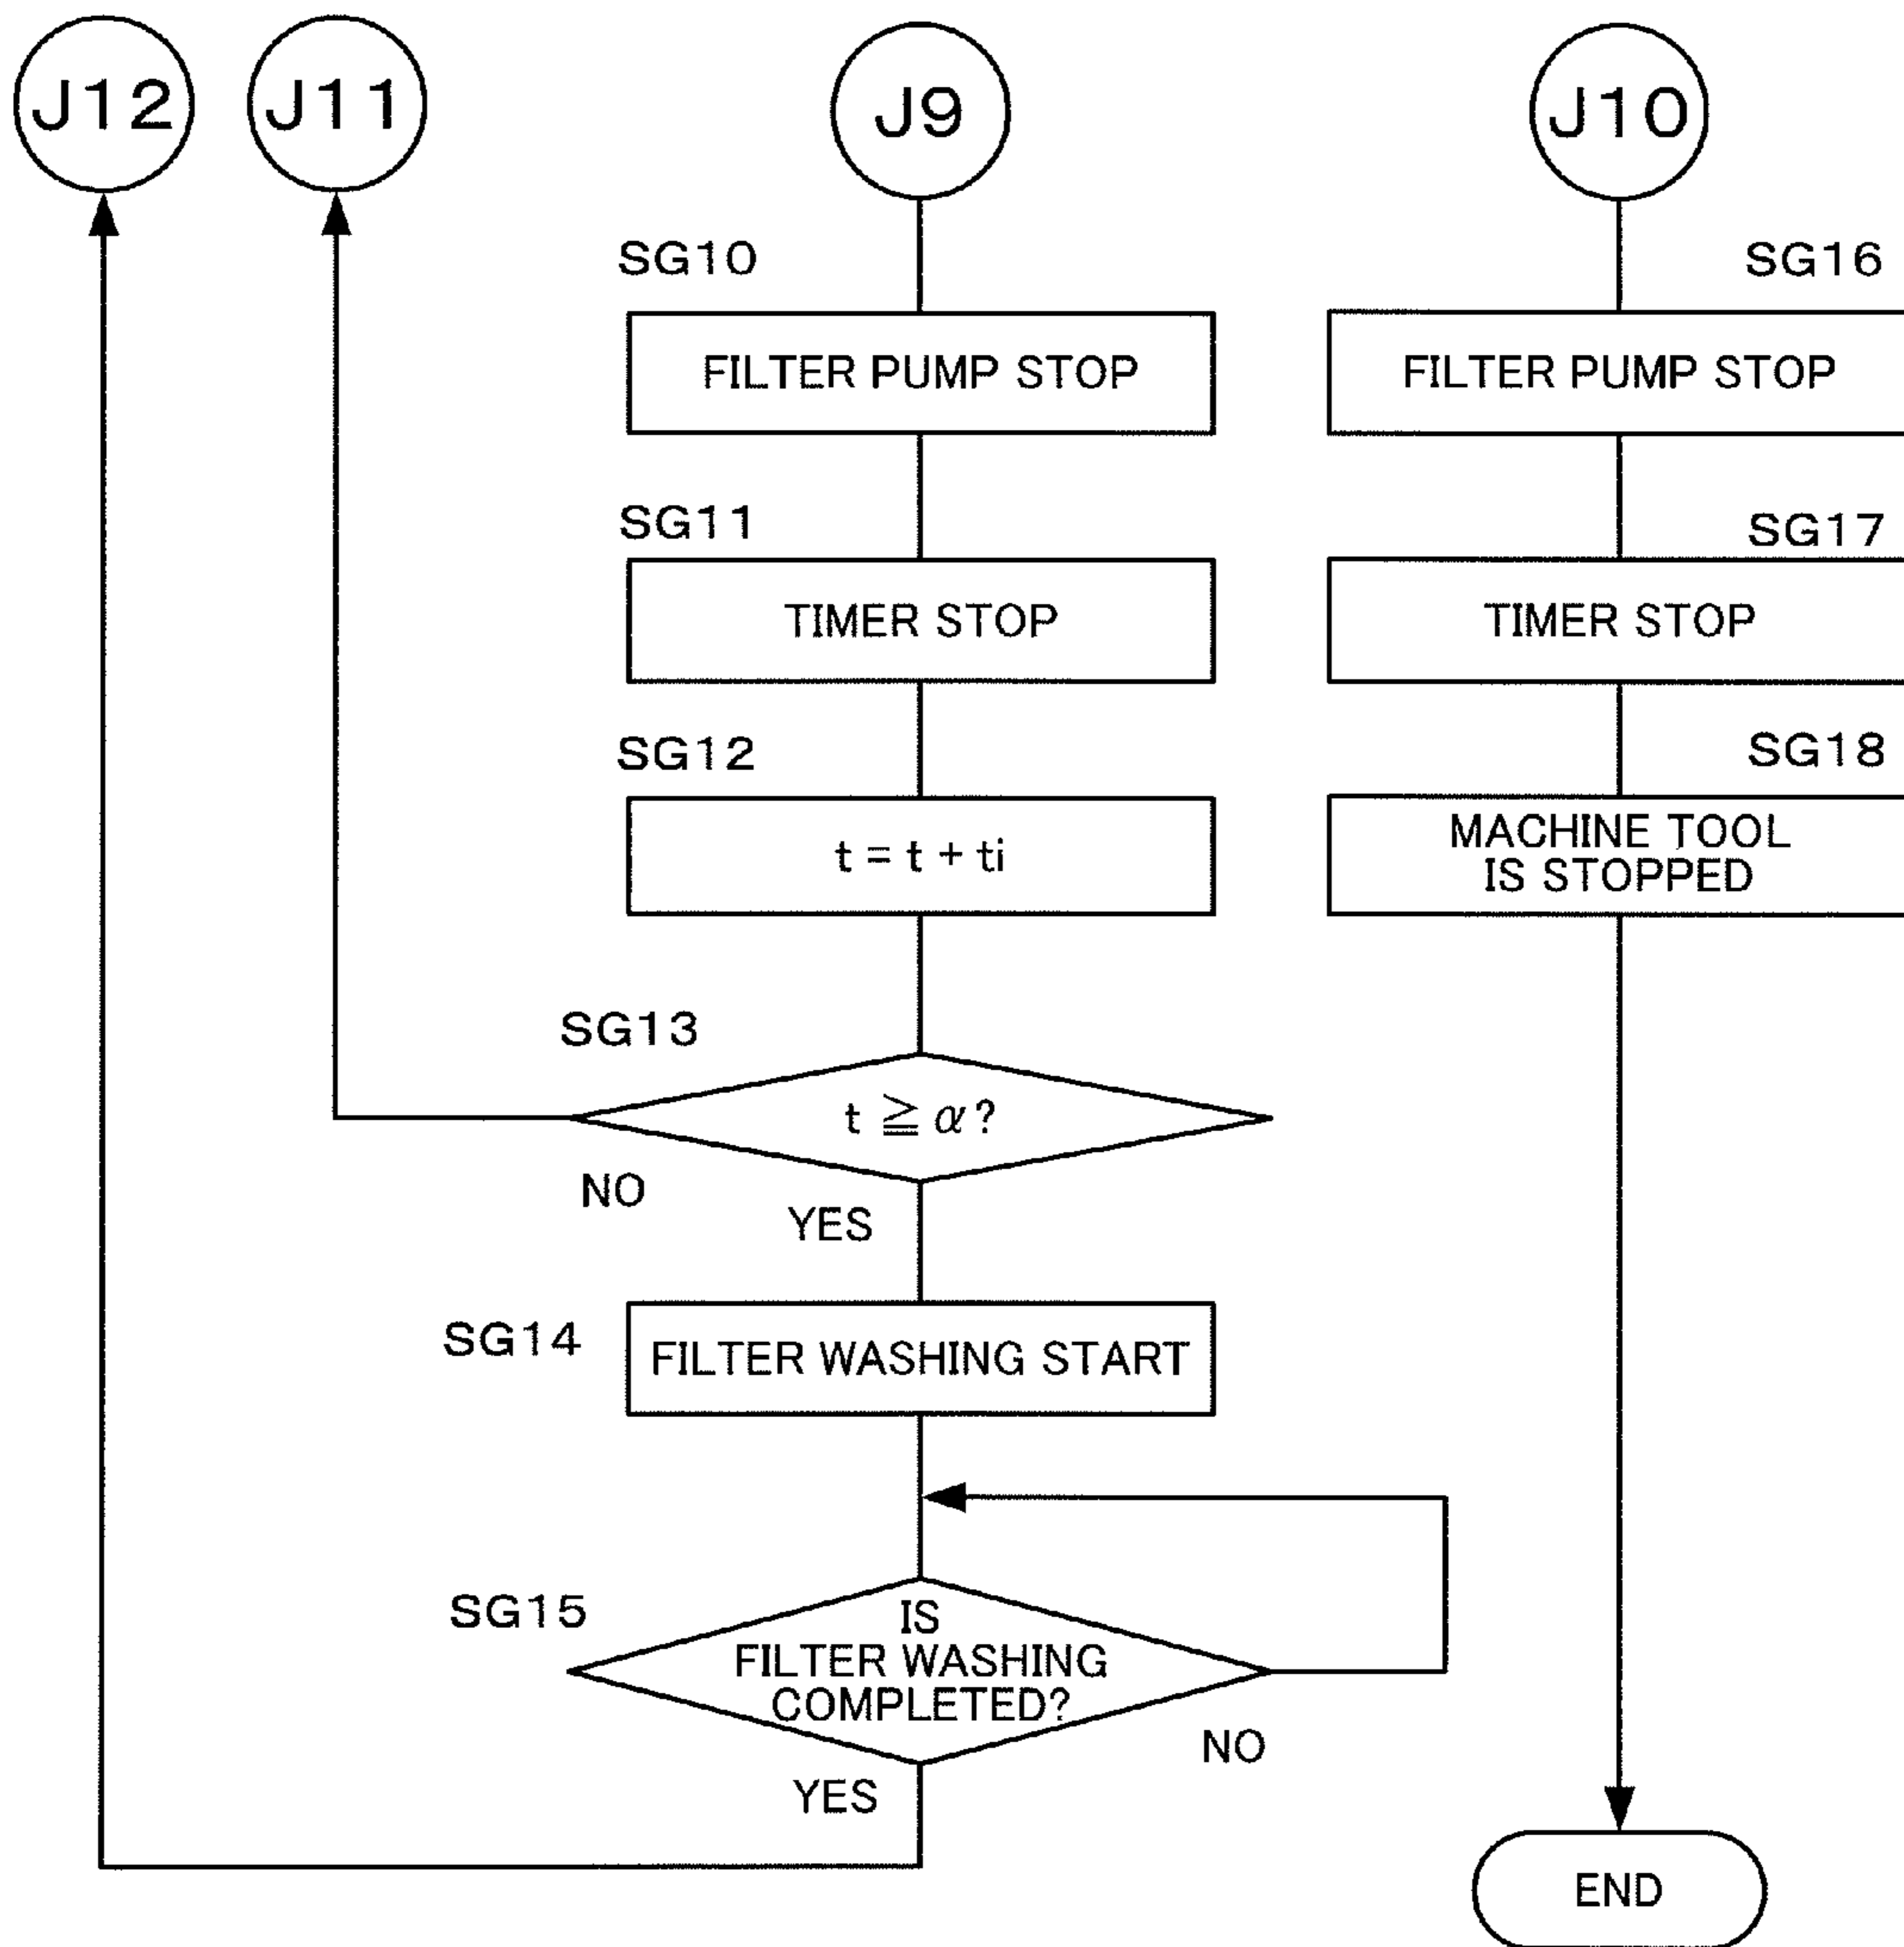 J12
J11
J9
J10
SG10
FILTER PUMP STOP
SG11
TIMER STOP
SG12
t = t + ti
SG13
t ≧ α?
NO
YES
SG14
FILTER WASHING START
SG15
IS
FILTER WASHING
COMPLETED?
NO
YES
SG16
FILTER PUMP STOP
SG17
TIMER STOP
SG18
MACHINE TOOL
IS STOPPED
END